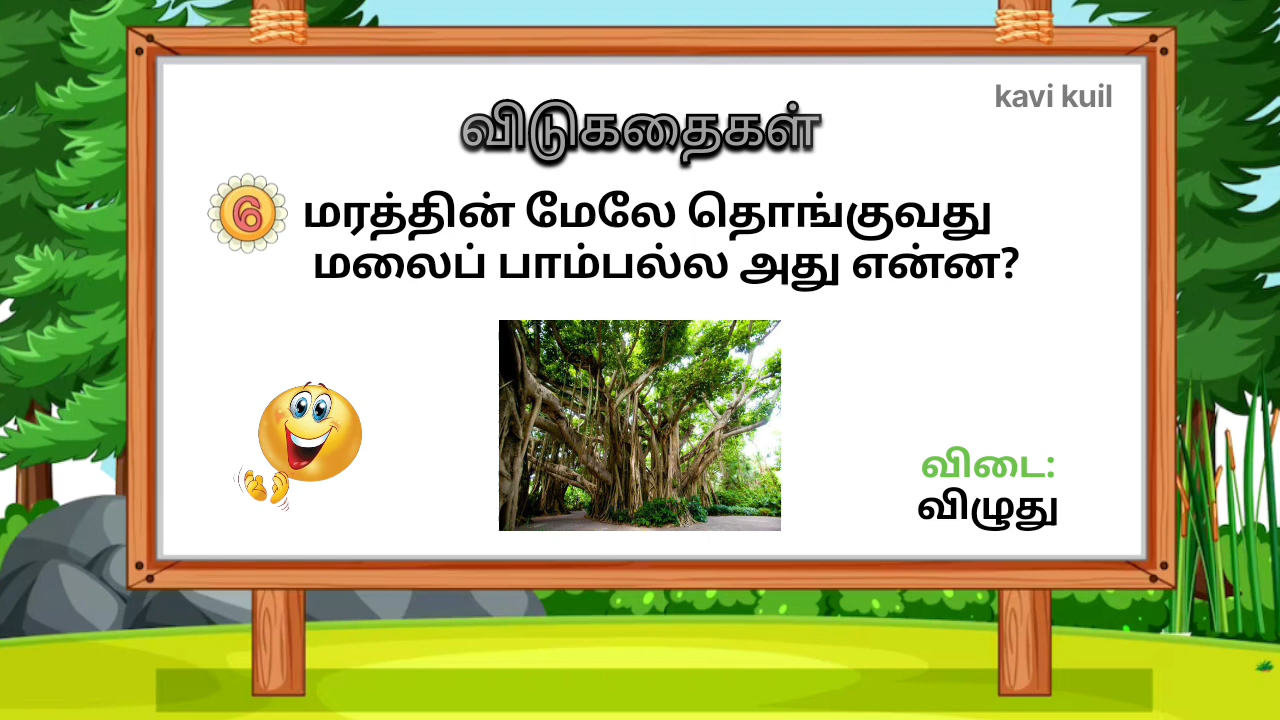 kavi kuil
விடுகதைகள்
6 மரத்தின் மேலே தொங்குவது
மலைப் பாம்பல்ல அது என்ன?
விடை:
விழுது